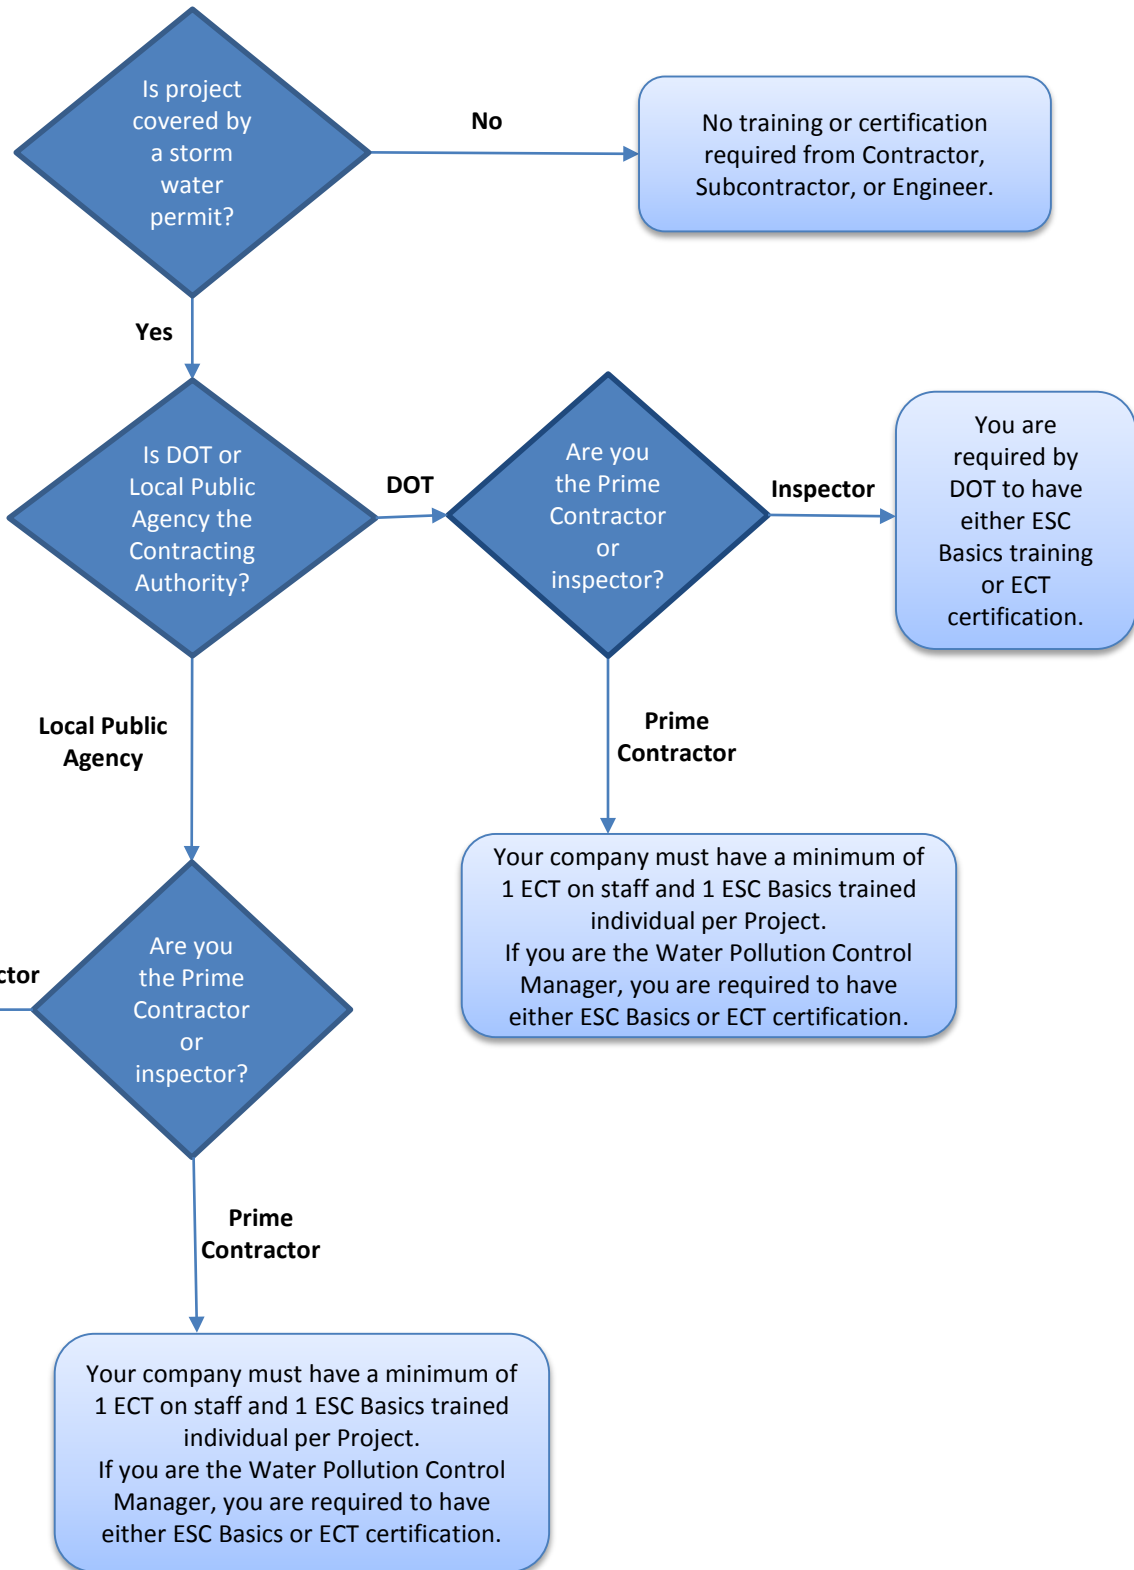 Is project
covered by
a storm
water
permit?
No
No training or certification
required from Contractor,
Subcontractor, or Engineer.
Yes
Is DOT or
Local Public
Agency the
Contracting
Authority?
DOT
Are you
the Prime
Contractor
or
inspector?
Inspector
You are
required by
DOT to have
either ESC
Basics training
or ECT
certification.
Local Public
Agency
Prime
Contractor
Your company must have a minimum of
1 ECT on staff and 1 ESC Basics trained
individual per Project.
If you are the Water Pollution Control
Manager, you are required to have
either ESC Basics or ECT certification.
Are you
the Prime
Contractor
or
inspector?
ctor
Prime
Contractor
Your company must have a minimum of
1 ECT on staff and 1 ESC Basics trained
individual per Project.
If you are the Water Pollution Control
Manager, you are required to have
either ESC Basics or ECT certification.